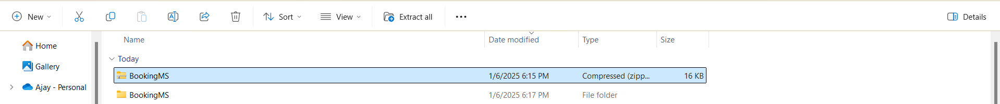 New Sort View Extract all ••• Details
Name Date modified Type Size
Home
Today
Gallery
BookingMS 1/6/2025 6:15 PM Compressed (zipp... 16 KB
Ajay - Personal
BookingMS 1/6/2025 6:17 PM File folder